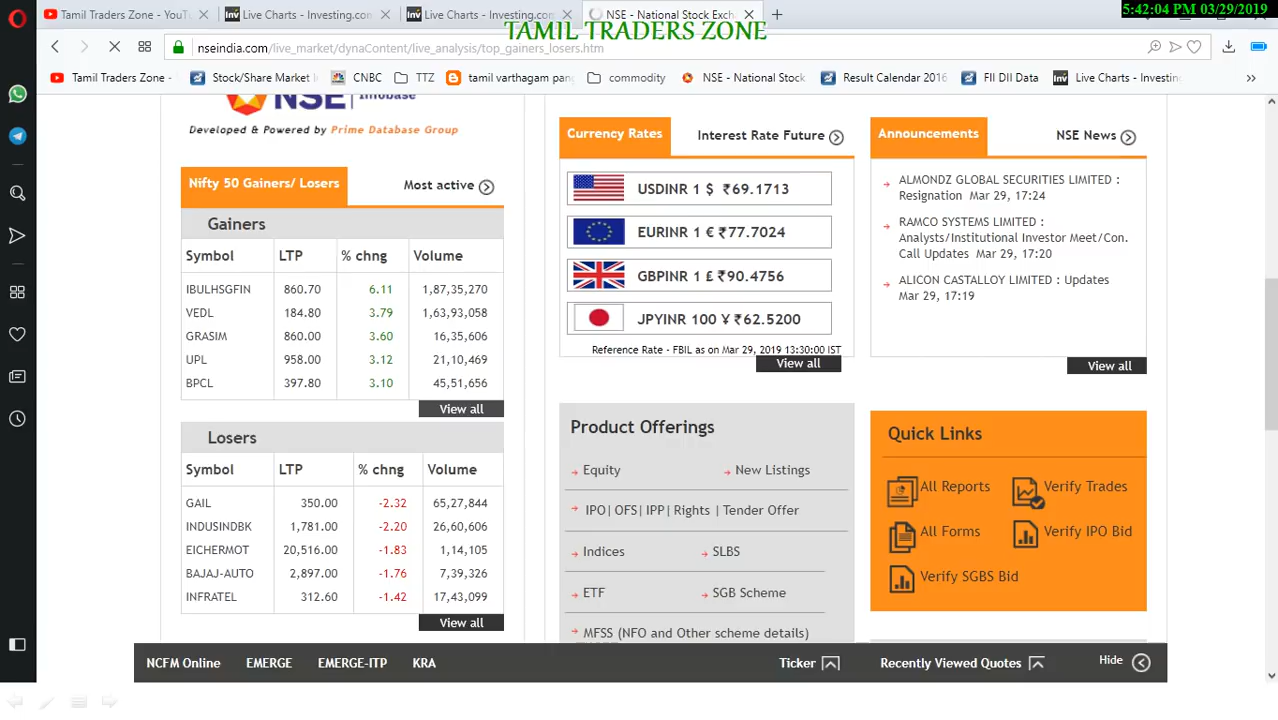 Tamil Traders Zone - YouT
Live Charts - Investing.com
Live Charts - Investing.com
NSE - National Stock Exch
5:42:04 PM 03/29/2019
TAMIL TRADERS ZONE
nseindia.com/live_market/dynaContent/live_analysis/top_gainers_losers.htm
Tamil Traders Zone -
Stock/Share Market
CNBC
TTZ
tamil varthagam pan
commodity
NSE - National Stock
Result Calendar 2016
FII DII Data
Live Charts - Investin
NSE Infobase
Developed & Powered by Prime Database Group
Nifty 50 Gainers/ Losers
Most active
Gainers
Symbol LTP % chng Volume
IBULHSGFIN 860.70 6.11 1,87,35,270
VEDL 184.80 3.79 1,63,93,058
GRASIM 860.00 3.60 16,35,606
UPL 958.00 3.12 21,10,469
BPCL 397.80 3.10 45,51,656
View all
Losers
Symbol LTP % chng Volume
GAIL 350.00 -2.32 65,27,844
INDUSINDBK 1,781.00 -2.20 26,60,606
EICHERMOT 20,516.00 -1.83 1,14,105
BAJAJ-AUTO 2,897.00 -1.76 7,39,326
INFRATEL 312.60 -1.42 17,43,099
View all
Currency Rates
Interest Rate Future
USDINR 1 $ ₹69.1713
EURINR 1 € ₹77.7024
GBPINR 1 £ ₹90.4756
JPYINR 100 ¥ ₹62.5200
Reference Rate - FBIL as on Mar 29, 2019 13:30:00 IST
View all
Announcements
NSE News
ALMONDZ GLOBAL SECURITIES LIMITED :
Resignation Mar 29, 17:24
RAMCO SYSTEMS LIMITED :
Analysts/Institutional Investor Meet/Con.
Call Updates Mar 29, 17:20
ALICON CASTALLOY LIMITED : Updates
Mar 29, 17:19
View all
Product Offerings
Equity
New Listings
IPO| OFS| IPP| Rights | Tender Offer
Indices
SLBS
ETF
SGB Scheme
MFSS (NFO and Other scheme details)
Quick Links
All Reports
Verify Trades
All Forms
Verify IPO Bid
Verify SGBS Bid
NCFM Online
EMERGE
EMERGE-ITP
KRA
Ticker
Recently Viewed Quotes
Hide